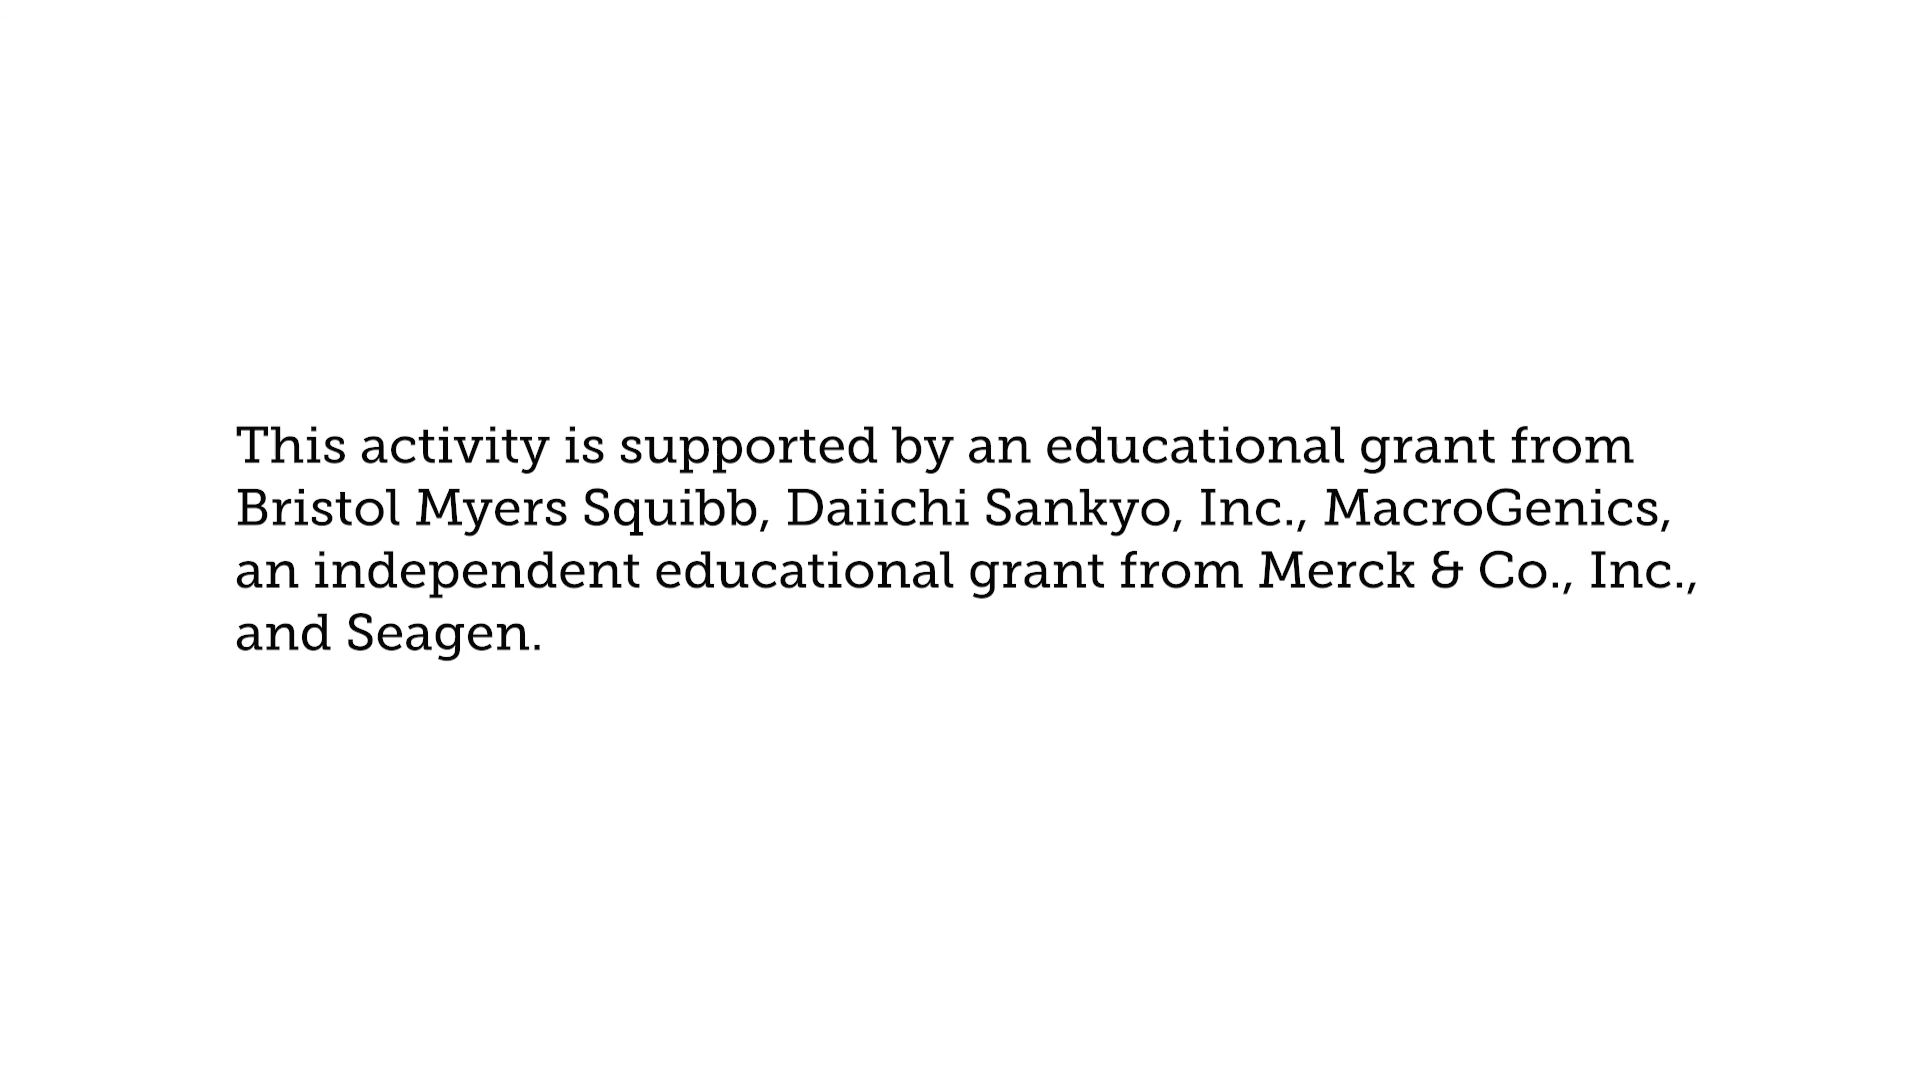 This activity is supported by an educational grant from
Bristol Myers Squibb, Daiichi Sankyo, Inc., MacroGenics,
an independent educational grant from Merck & Co., Inc.,
and Seagen.